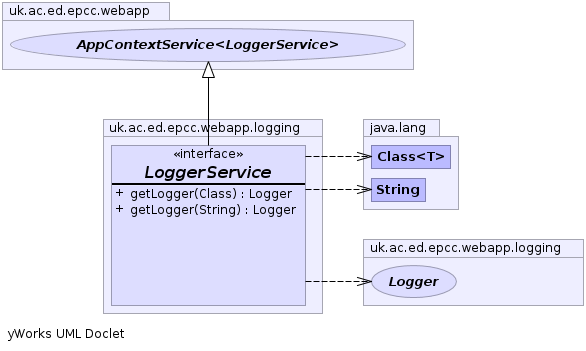 uk.ac.ed.epcc.webapp
AppContextService<LoggerService>
uk.ac.ed.epcc.webapp.logging
java.lang
«interface»
LoggerService
+ getLogger(Class) : Logger
+ getLogger(String) : Logger
Class<T>
String
uk.ac.ed.epcc.webapp.logging
Logger
yWorks UML Doclet